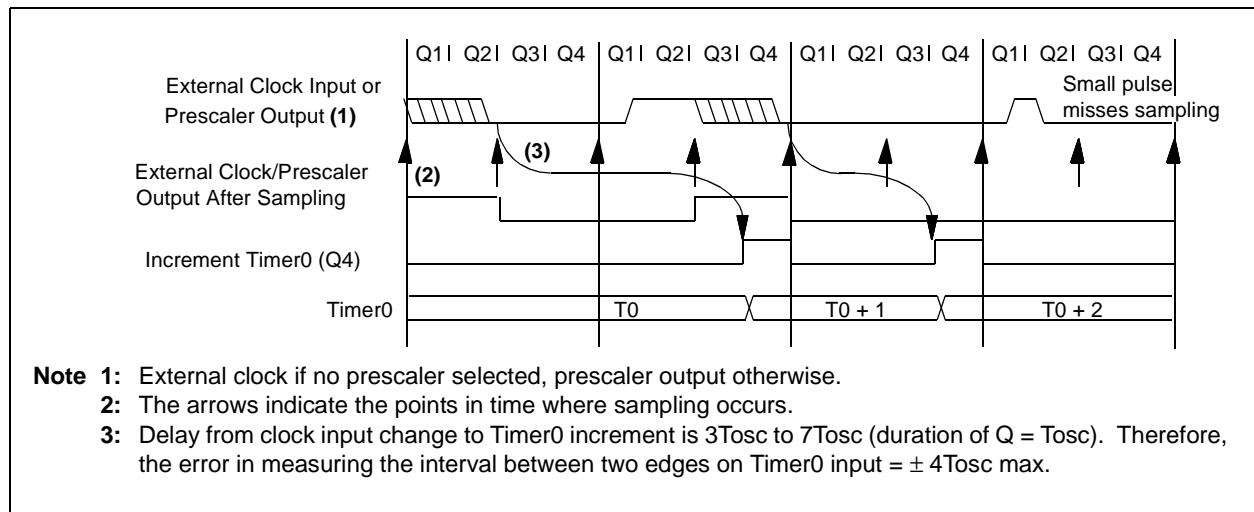 Q1| Q2| Q3| Q4 Q1| Q2| Q3| Q4 Q1| Q2| Q3| Q4 Q1| Q2| Q3| Q4
External Clock Input or
Prescaler Output (1)
Small pulse
misses sampling
(3)
External Clock/Prescaler
Output After Sampling
(2)
Increment Timer0 (Q4)
Timer0 T0 T0 + 1 T0 + 2
Note 1: External clock if no prescaler selected, prescaler output otherwise.
2: The arrows indicate the points in time where sampling occurs.
3: Delay from clock input change to Timer0 increment is 3Tosc to 7Tosc (duration of Q = Tosc). Therefore,
the error in measuring the interval between two edges on Timer0 input = ± 4Tosc max.